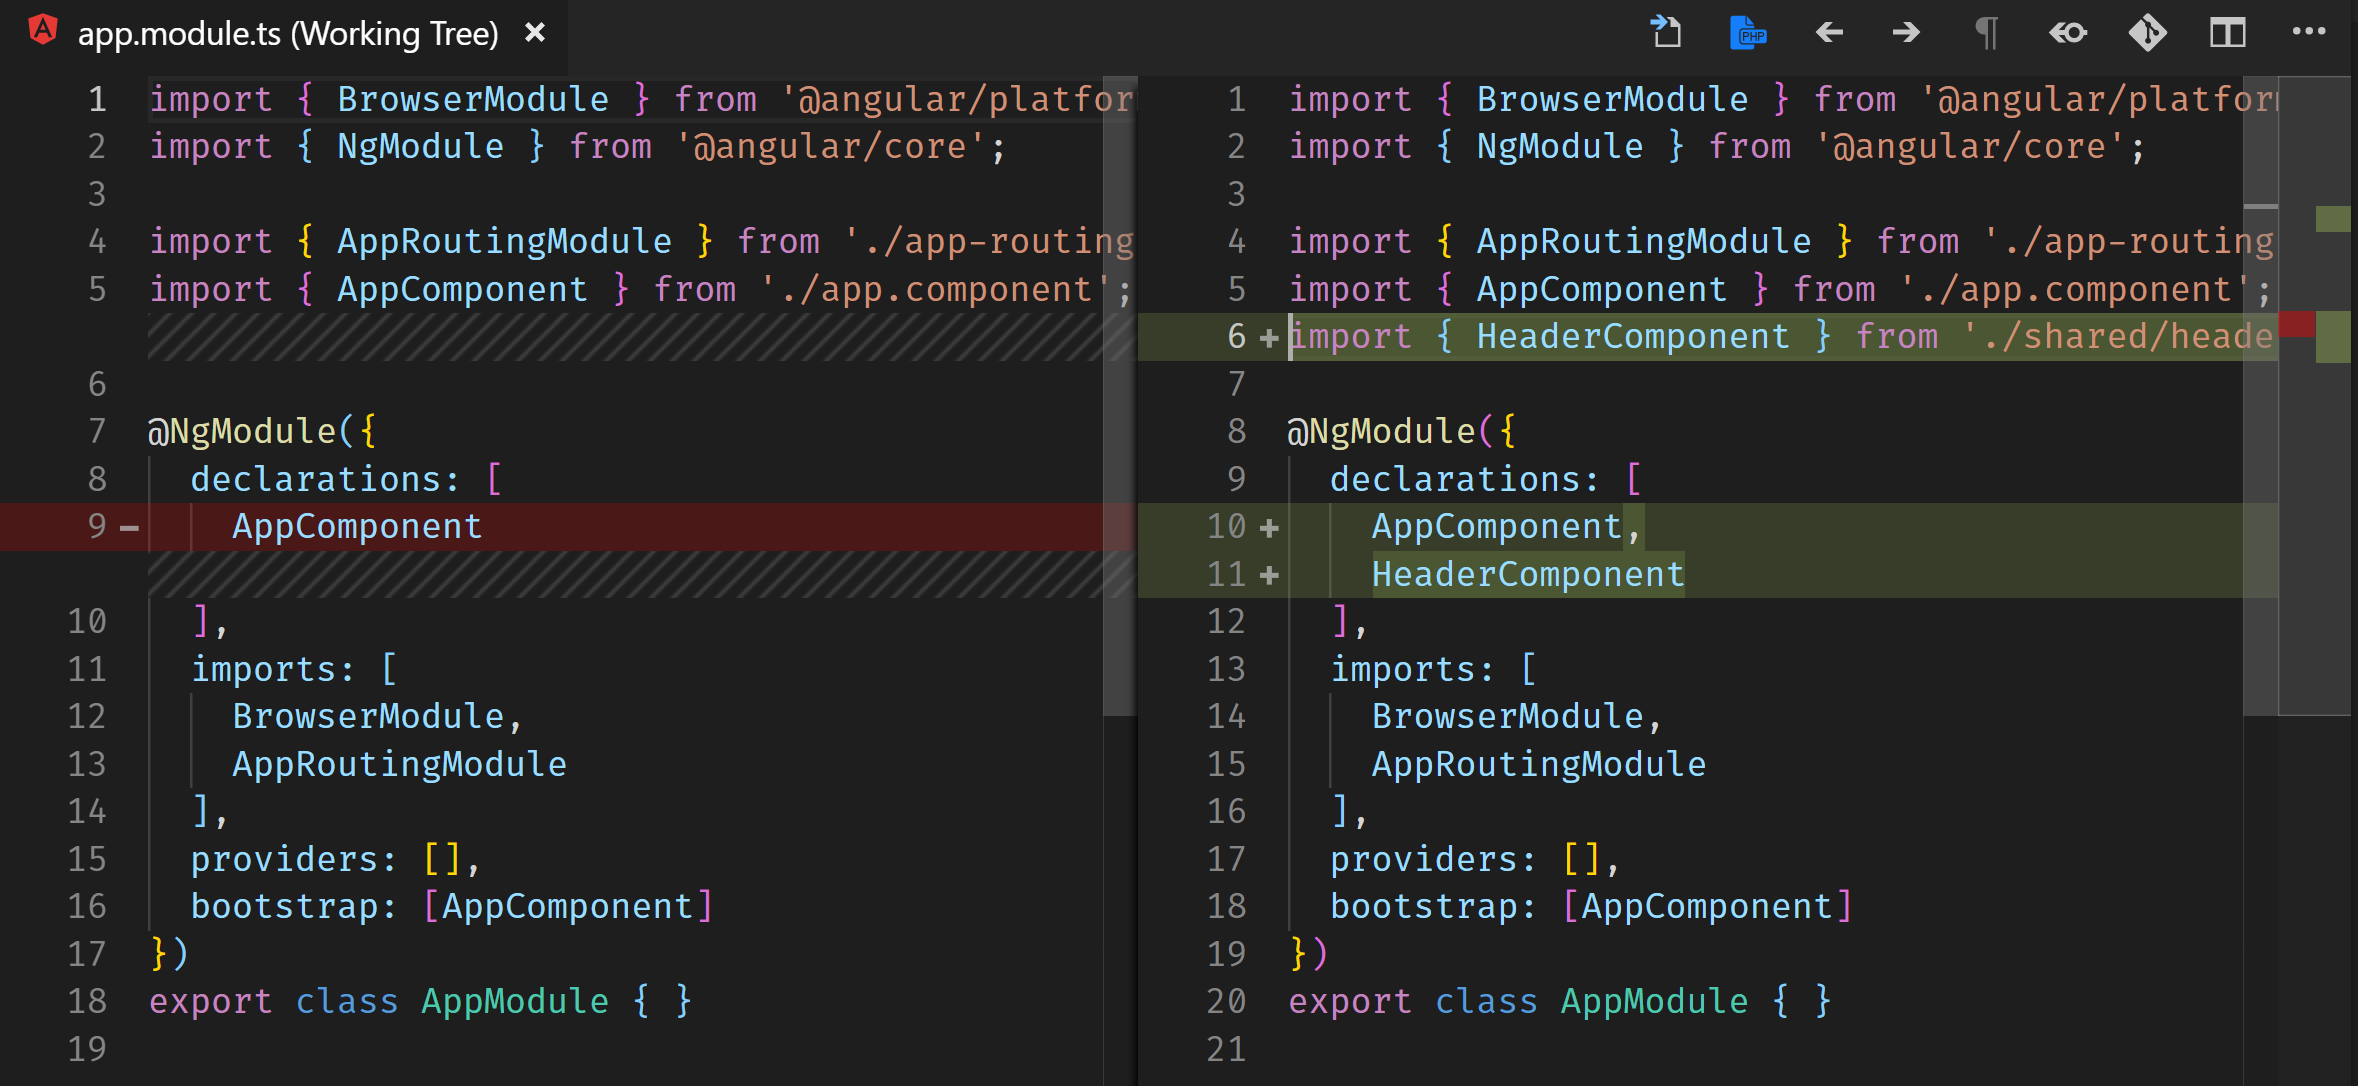 app.module.ts (Working Tree)
PHP
1 import { BrowserModule } from '@angular/platfor
2 import { NgModule } from '@angular/core';
3
4 import { AppRoutingModule } from './app-routing
5 import { AppComponent } from './app.component';
6
7 @NgModule({
8 declarations: [
9 - AppComponent
10 ],
11 imports: [
12 BrowserModule,
13 AppRoutingModule
14 ],
15 providers: [],
16 bootstrap: [AppComponent]
17 })
18 export class AppModule { }
19
1 import { BrowserModule } from '@angular/platfor
2 import { NgModule } from '@angular/core';
3
4 import { AppRoutingModule } from './app-routing
5 import { AppComponent } from './app.component';
6 + import { HeaderComponent } from './shared/heade
7
8 @NgModule({
9 declarations: [
10 + AppComponent,
11 + HeaderComponent
12 ],
13 imports: [
14 BrowserModule,
15 AppRoutingModule
16 ],
17 providers: [],
18 bootstrap: [AppComponent]
19 })
20 export class AppModule { }
21